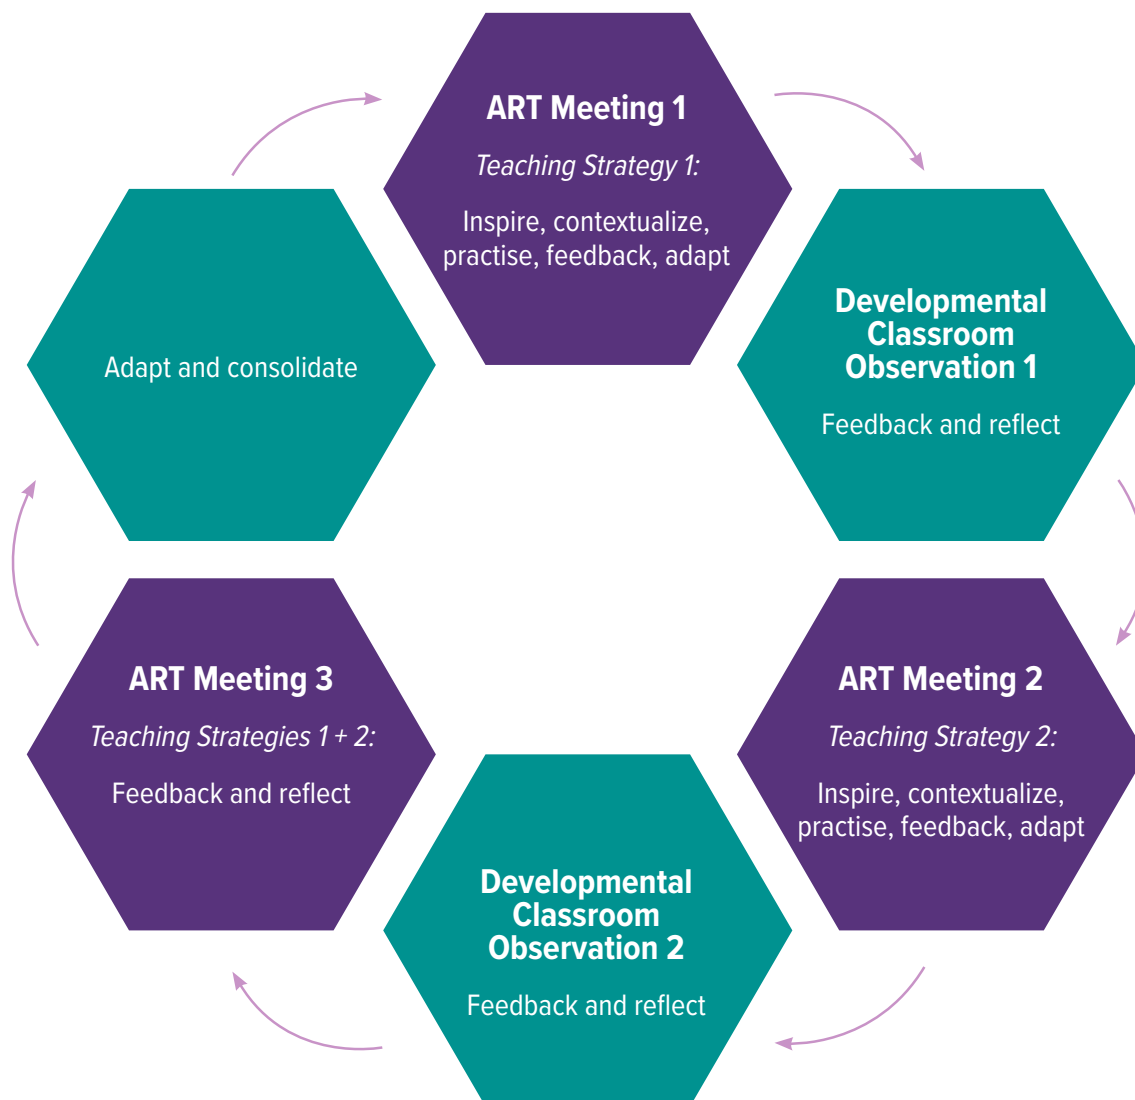 ART Meeting 1
Teaching Strategy 1:
Inspire, contextualize,
practise, feedback, adapt
Developmental
Classroom
Observation 1
Feedback and reflect
ART Meeting 2
Teaching Strategy 2:
Inspire, contextualize,
practise, feedback, adapt
Developmental
Classroom
Observation 2
Feedback and reflect
ART Meeting 3
Teaching Strategies 1 + 2:
Feedback and reflect
Adapt and consolidate